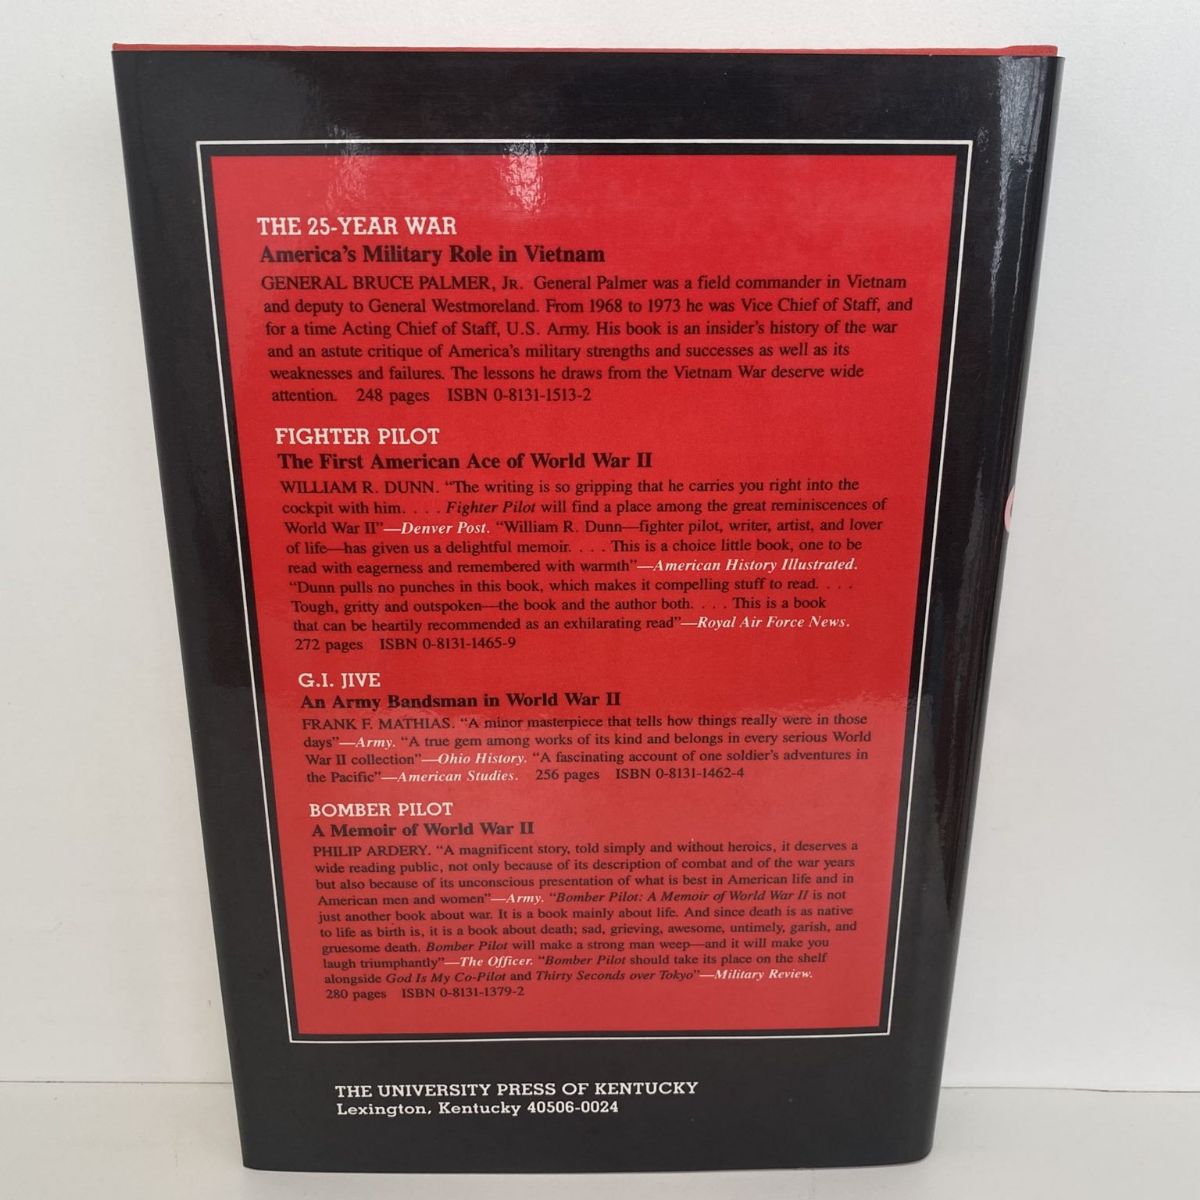 THE 25-YEAR WAR
America's Military Role in Vietnam
GENERAL BRUCE PALMER, JR. General Palmer was a field commander in Vietnam
and deputy to General Westmoreland. From 1968 to 1973 he was Vice Chief of Staff, and
for a time Acting Chief of Staff, U.S. Army. His book is an insider's history of the war
and an astute critique of America's military strengths and successes as well as its
weaknesses and failures. The lessons he draws from the Vietnam War deserve wide
attention. 248 pages ISBN 0-8131-1513-2
FIGHTER PILOT
The First American Ace of World War II
WILLIAM R. DUNN. "The writing is so gripping that he carries you right into the
cockpit with him. . . . Fighter Pilot will find a place among the great reminiscences of
World War II"—Denver Post. "William R. Dunn—fighter pilot, writer, artist, and lover
of life—has given us a delightful memoir. . . . This is a choice little book, one to be
read with eagerness and remembered with warmth"—American History Illustrated.
"Dunn pulls no punches in this book, which makes it compelling stuff to read. . . .
Tough, gritty and outspoken—the book and the author both. . . . This is a book
that can be heartily recommended as an exhilarating read"—Royal Air Force News.
272 pages ISBN 0-8131-1465-9
G.I. JIVE
An Army Bandsman in World War II
FRANK F. MATHIAS. "A minor masterpiece that tells how things really were in those
days"—Army. "A true gem among works of its kind and belongs in every serious World
War II collection"—Ohio History. "A fascinating account of one soldier's adventures in
the Pacific"—American Studies. 256 pages ISBN 0-8131-1462-4
BOMBER PILOT
A Memoir of World War II
PHILIP ARDERY. "A magnificent story, told simply and without heroics, it deserves a
wide reading public, not only because of its description of combat and of the war years
but also because of its unconscious presentation of what is best in American life and in
American men and women"—Army. "Bomber Pilot: A Memoir of World War II is not
just another book about war. It is a book mainly about life. And since death is as native
to life as birth is, it is a book about death; sad, grieving, awesome, untimely, garish, and
gruesome death. Bomber Pilot will make a strong man weep—and it will make you
laugh triumphantly"—The Officer. "Bomber Pilot should take its place on the shelf
alongside God Is My Co-Pilot and Thirty Seconds over Tokyo"—Military Review.
280 pages ISBN 0-8131-1379-2
THE UNIVERSITY PRESS OF KENTUCKY
Lexington, Kentucky 40506-0024